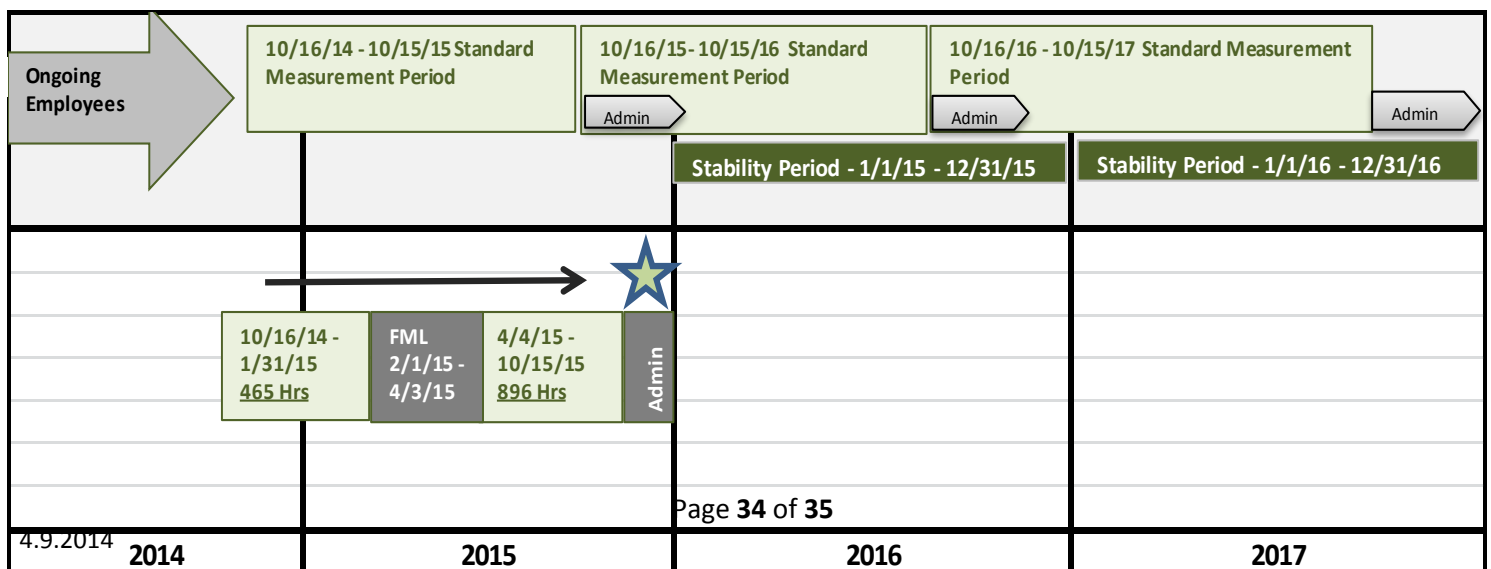 Ongoing
Employees
10/16/14 - 10/15/15 Standard
Measurement Period
10/16/15- 10/15/16 Standard
Measurement Period
10/16/16 - 10/15/17 Standard Measurement
Period
Admin
Admin
Admin
Stability Period - 1/1/15 - 12/31/15
Stability Period - 1/1/16 - 12/31/16
10/16/14 -
1/31/15
465 Hrs
FML
2/1/15 -
4/3/15
4/4/15 -
10/15/15
896 Hrs
Admin
Page 34 of 35
4.9.2014
2014
2015
2016
2017